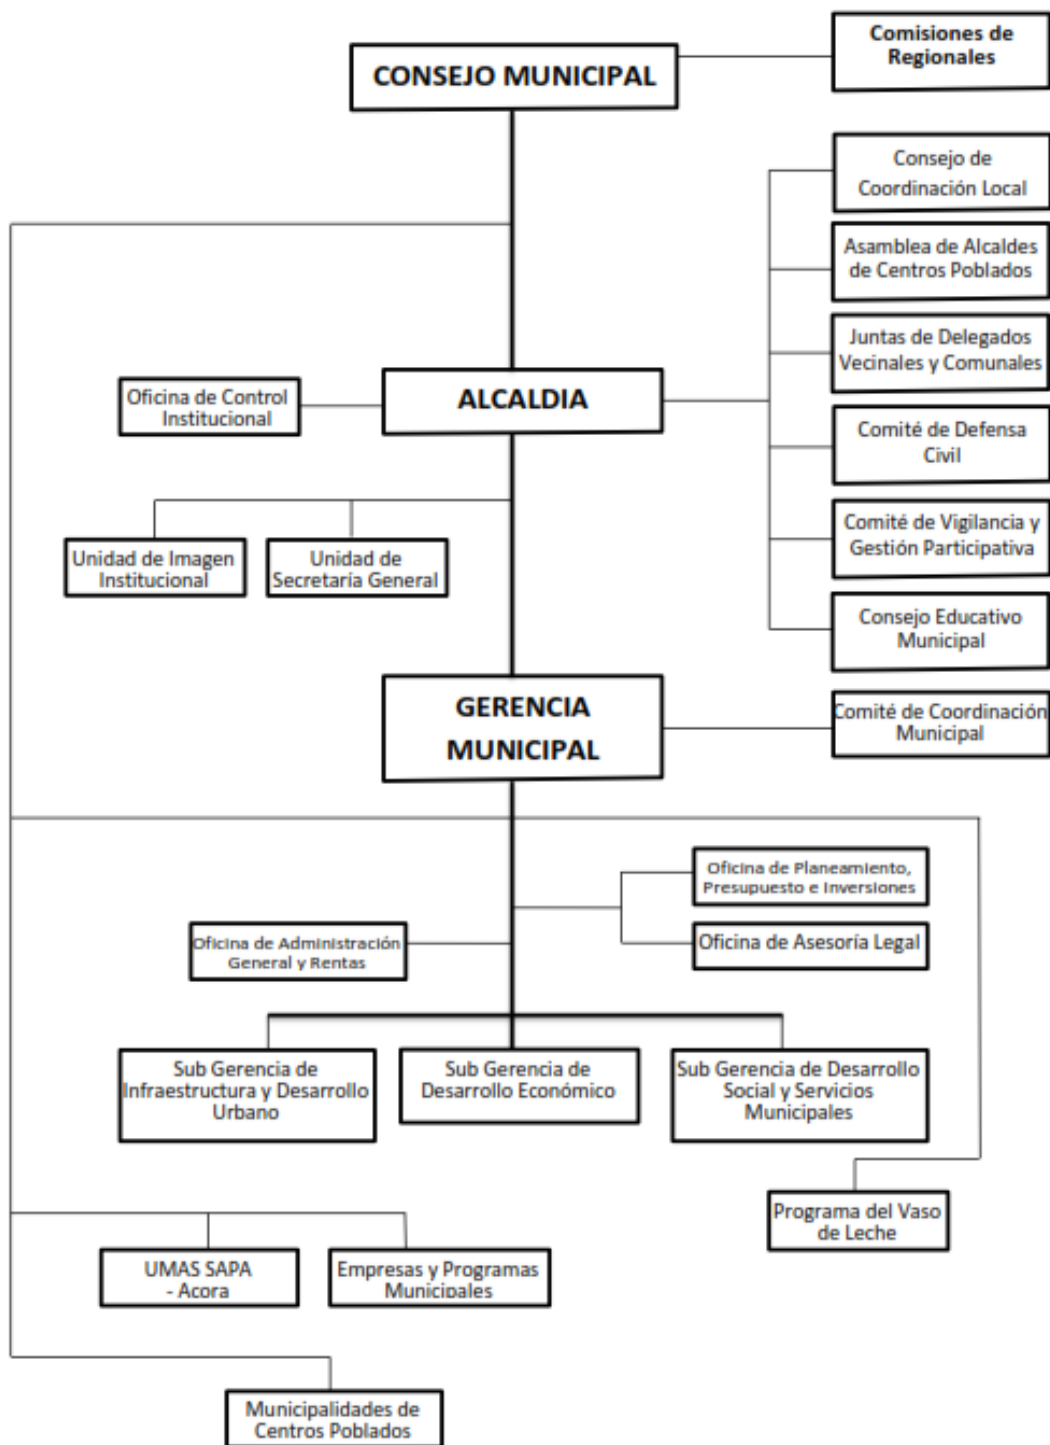 Comisiones de
Regionales
CONSEJO MUNICIPAL
Consejo de
Coordinación Local
Asamblea de Alcaldes
de Centros Poblados
Juntas de Delegados
Vecinales y Comunales
Oficina de Control
Institucional
ALCALDIA
Comité de Defensa
Civil
Comité de Vigilancia y
Gestión Participativa
Unidad de Imagen
Institucional
Unidad de
Secretaría General
Consejo Educativo
Municipal
GERENCIA
MUNICIPAL
Comité de Coordinación
Municipal
Oficina de Planeamiento,
Presupuesto e Inversiones
Oficina de Administración
General y Rentas
Oficina de Asesoría Legal
Sub Gerencia de
Infraestructura y Desarrollo
Urbano
Sub Gerencia de
Desarrollo Económico
Sub Gerencia de Desarrollo
Social y Servicios
Municipales
Programa del Vaso
de Leche
UMAS SAPA
- Acora
Empresas y Programas
Municipales
Municipalidades de
Centros Poblados